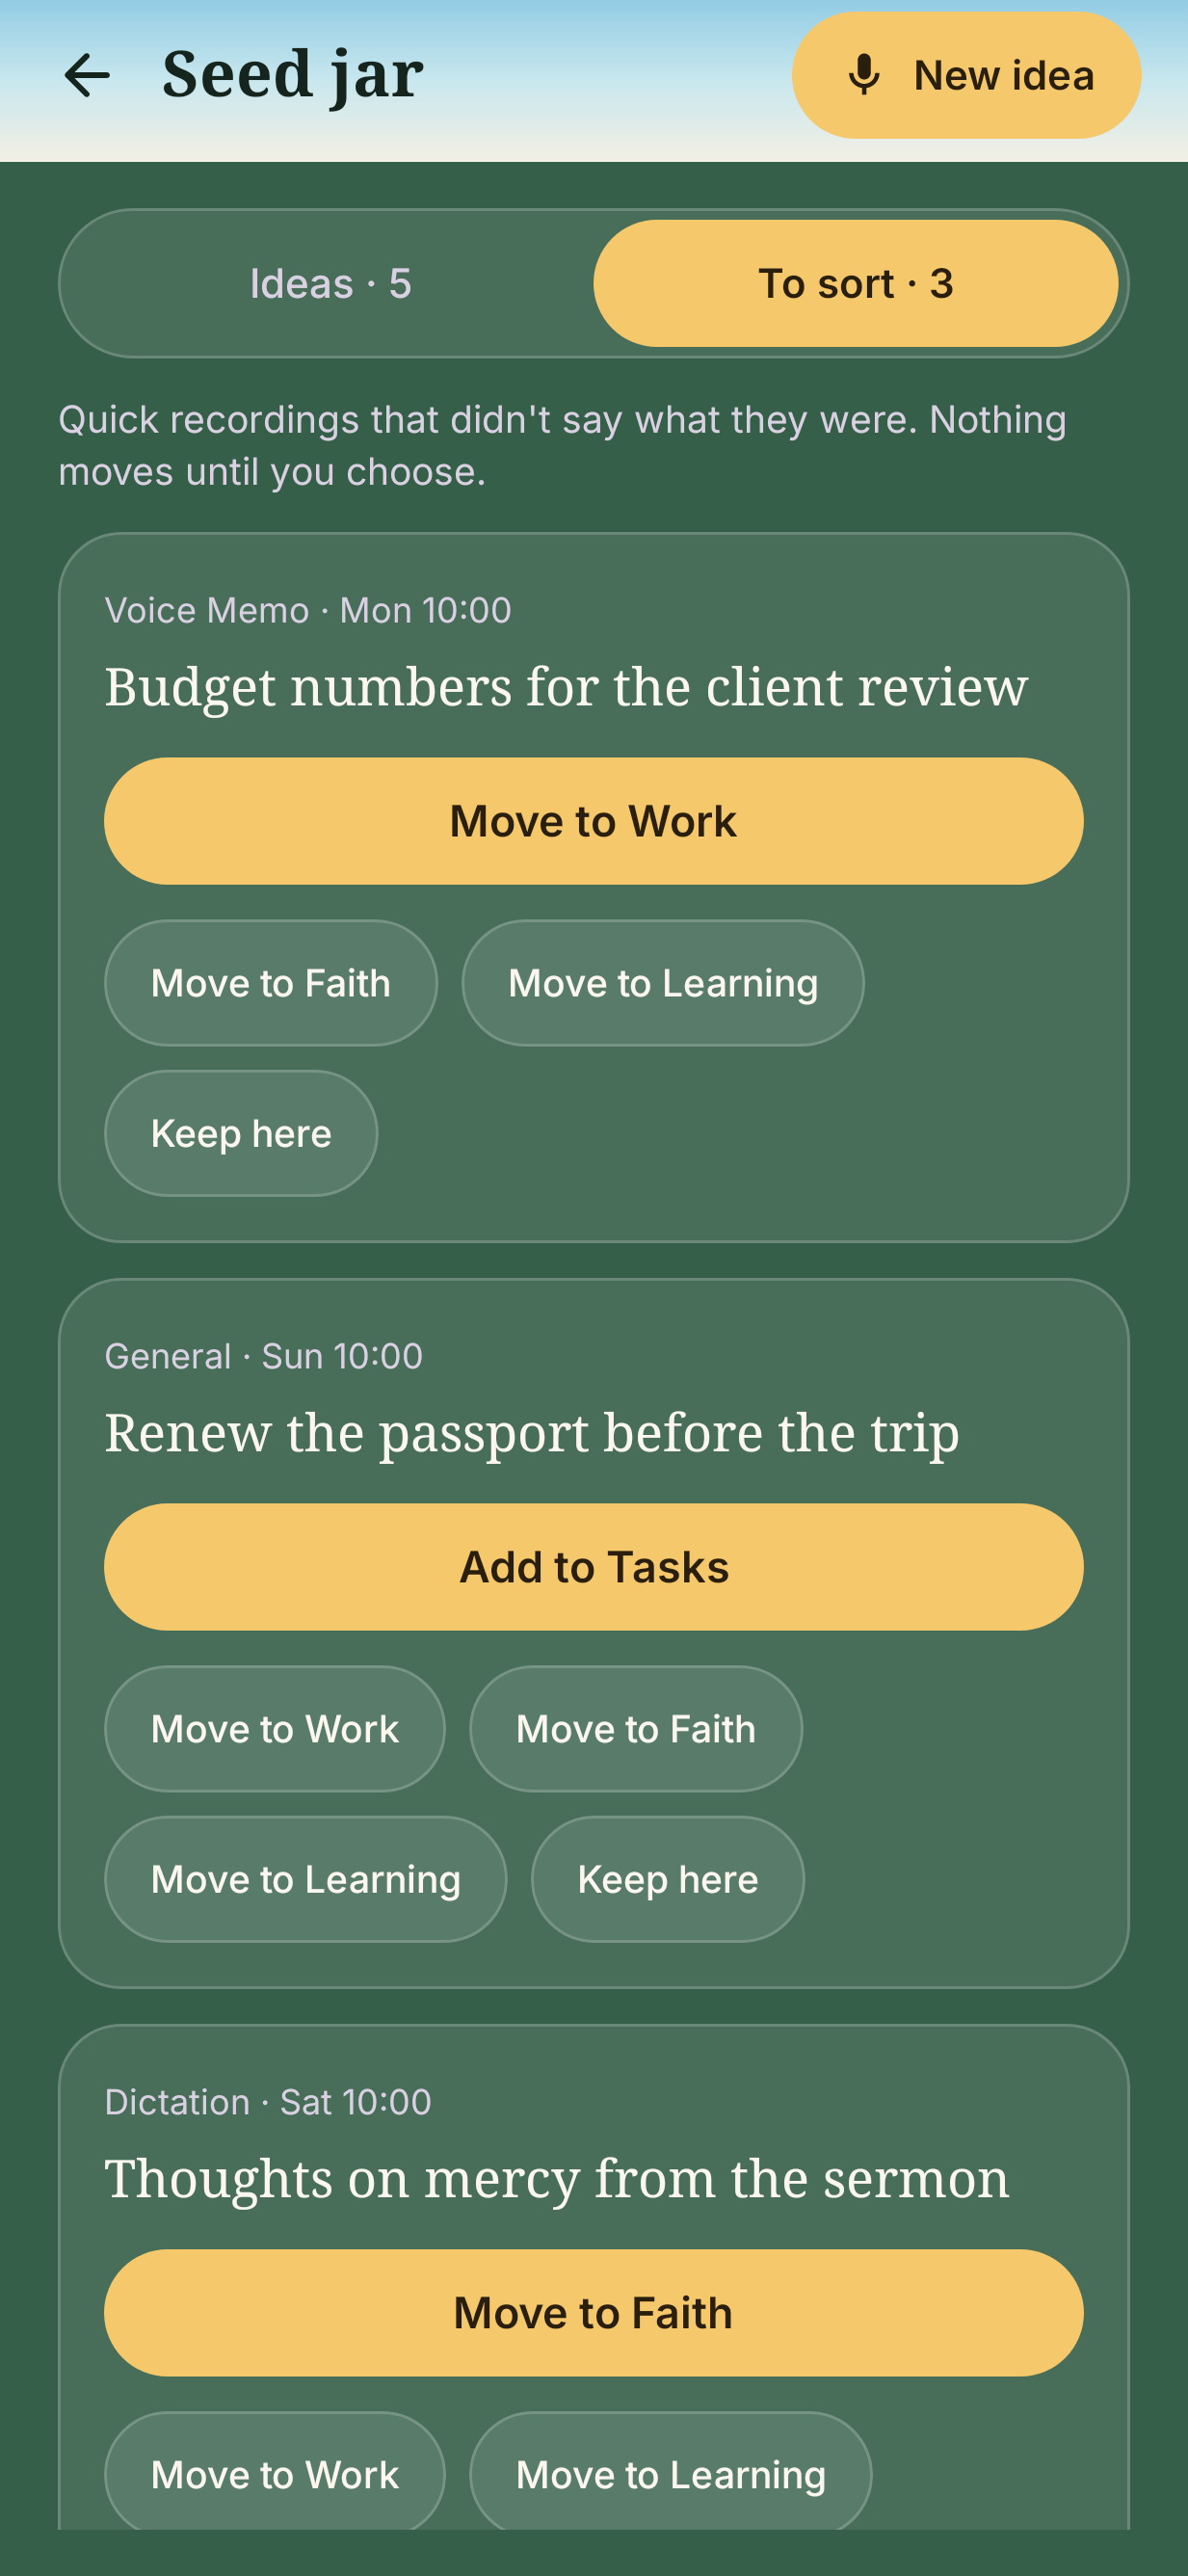 Seed jar
New idea
Ideas · 5
To sort · 3
Quick recordings that didn't say what they were. Nothing
moves until you choose.
Voice Memo · Mon 10:00
Budget numbers for the client review
Move to Work
Move to Faith
Move to Learning
Keep here
General · Sun 10:00
Renew the passport before the trip
Add to Tasks
Move to Work
Move to Faith
Move to Learning
Keep here
Dictation · Sat 10:00
Thoughts on mercy from the sermon
Move to Faith
Move to Work
Move to Learning